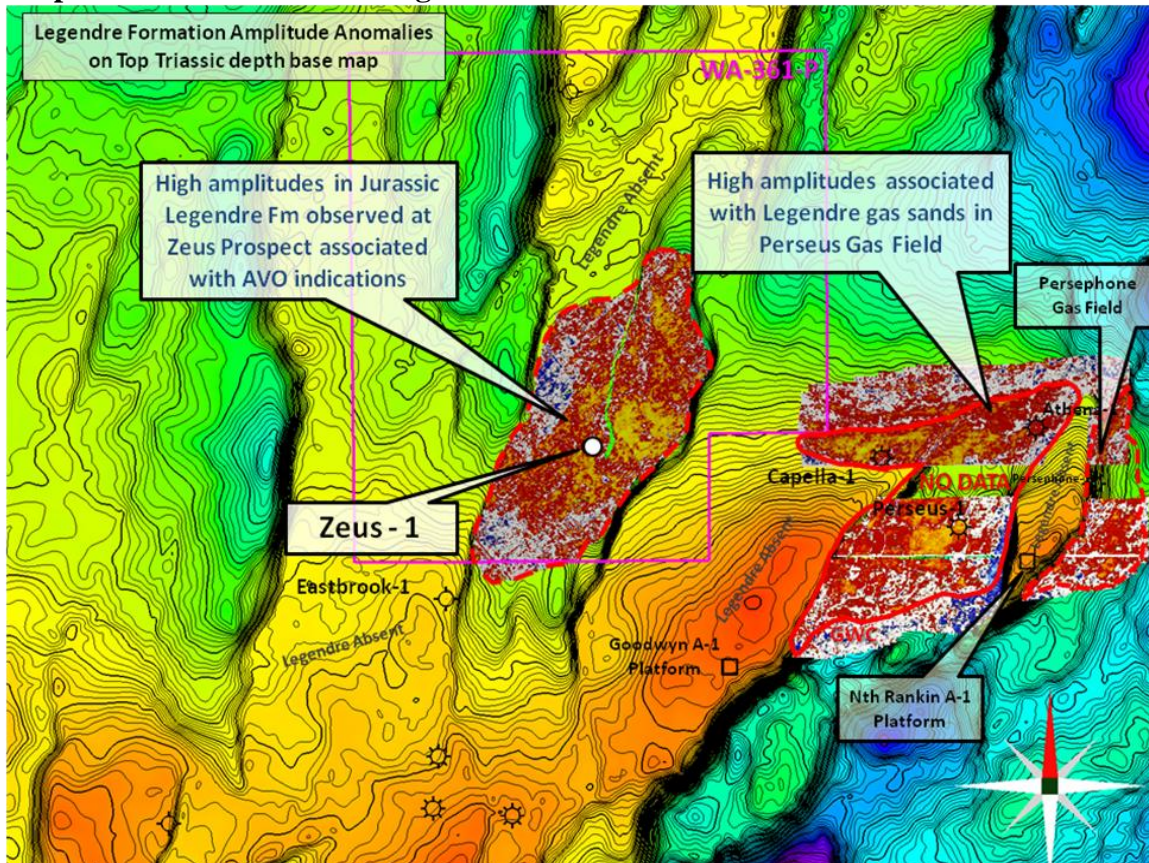 Legendre Formation Amplitude Anomalies
on Top Triassic depth base map
WA-361-P
High amplitudes in Jurassic
Legendre Fm observed at
Zeus Prospect associated
with AVO indications
Legendre Absent
High amplitudes associated
with Legendre gas sands in
Perseus Gas Field
Persephone
Gas Field
Athena-1
Capella-1
NO DATA
Perseus-1
Zeus - 1
Eastbrook-1
Legendre Absent
Legendre Absent
Legendre Absent
GWC
Goodwyn A-1
Platform
Nth Rankin A-1
Platform